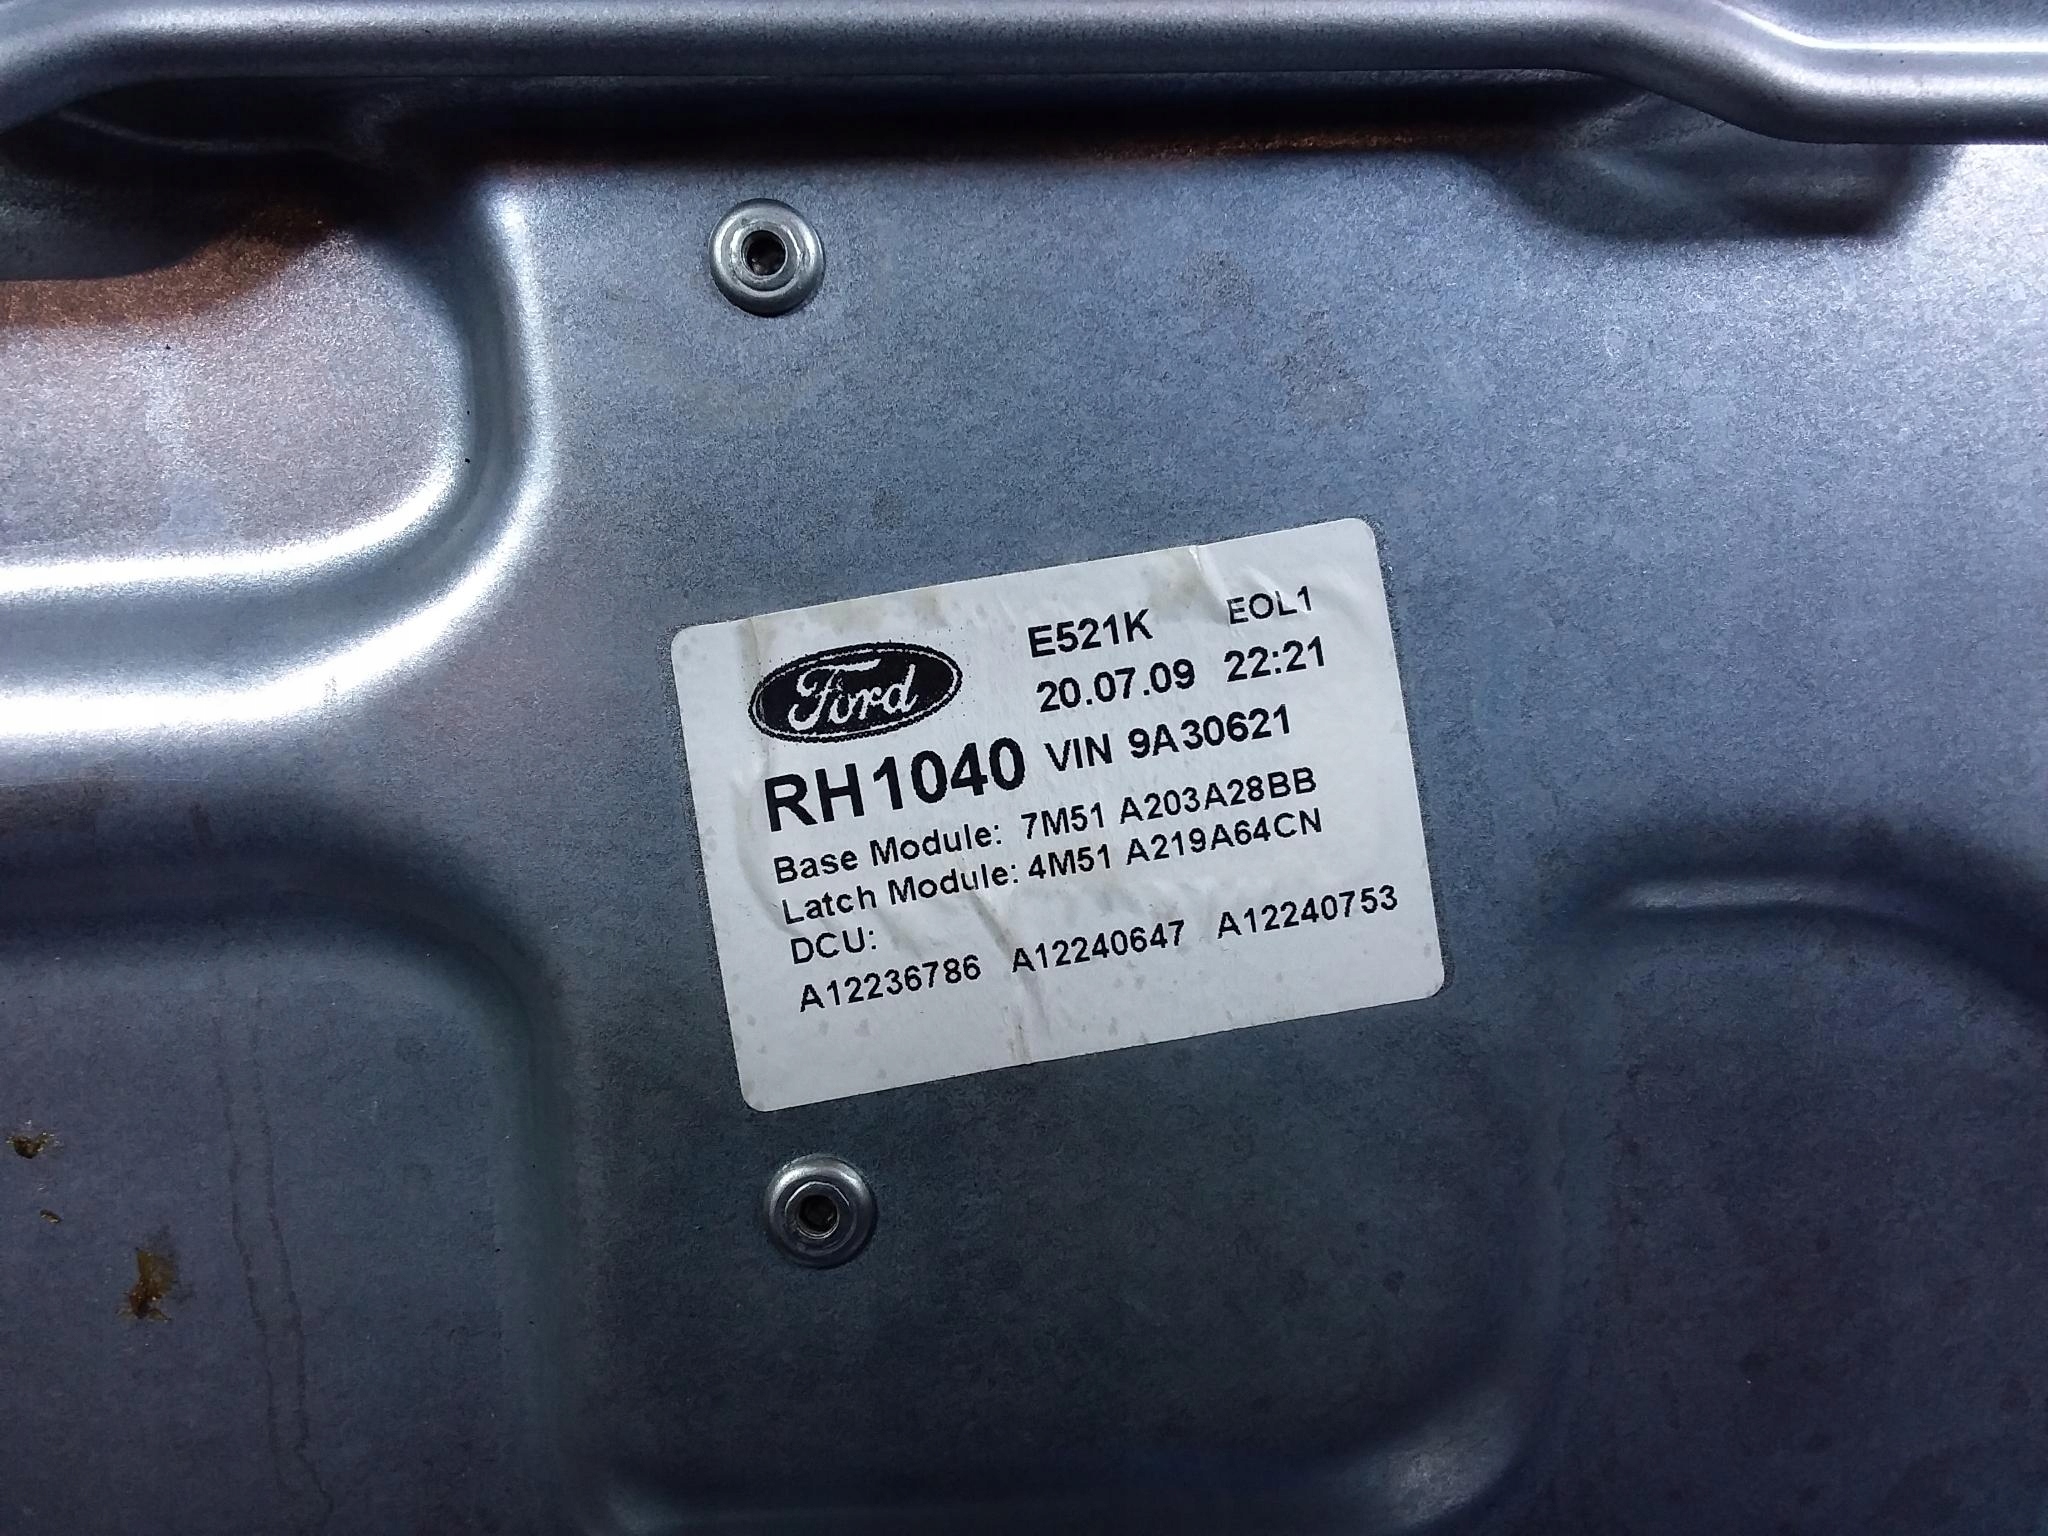 Ford
E521K EOL1
20.07.09 22:21
RH1040 VIN 9A30621
Base Module: 7M51 A203A28BB
Latch Module: 4M51 A219A64CN
DCU:
A12236786 A12240647 A12240753